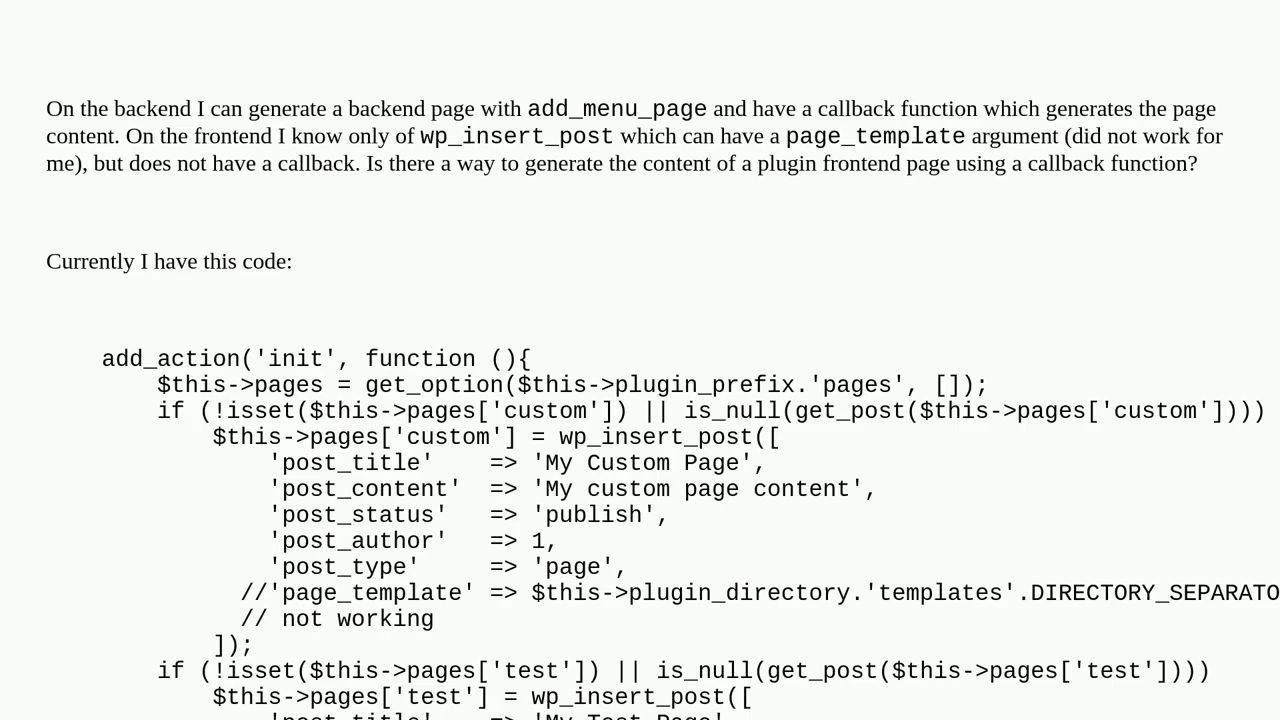 On the backend I can generate a backend page with add_menu_page and have a callback function which generates the page
content. On the frontend I know only of wp_insert_post which can have a page_template argument (did not work for
me), but does not have a callback. Is there a way to generate the content of a plugin frontend page using a callback function?
Currently I have this code:
add_action('init', function (){
    $this->pages = get_option($this->plugin_prefix.'pages', []);
    if (!isset($this->pages['custom']) || is_null(get_post($this->pages['custom'])))
        $this->pages['custom'] = wp_insert_post([
            'post_title'    => 'My Custom Page',
            'post_content'  => 'My custom page content',
            'post_status'   => 'publish',
            'post_author'   => 1,
            'post_type'     => 'page',
          //'page_template' => $this->plugin_directory.'templates'.DIRECTORY_SEPARATO
          // not working
        ]);
    if (!isset($this->pages['test']) || is_null(get_post($this->pages['test'])))
        $this->pages['test'] = wp_insert_post([
            'post_title'    => 'My Test Page',